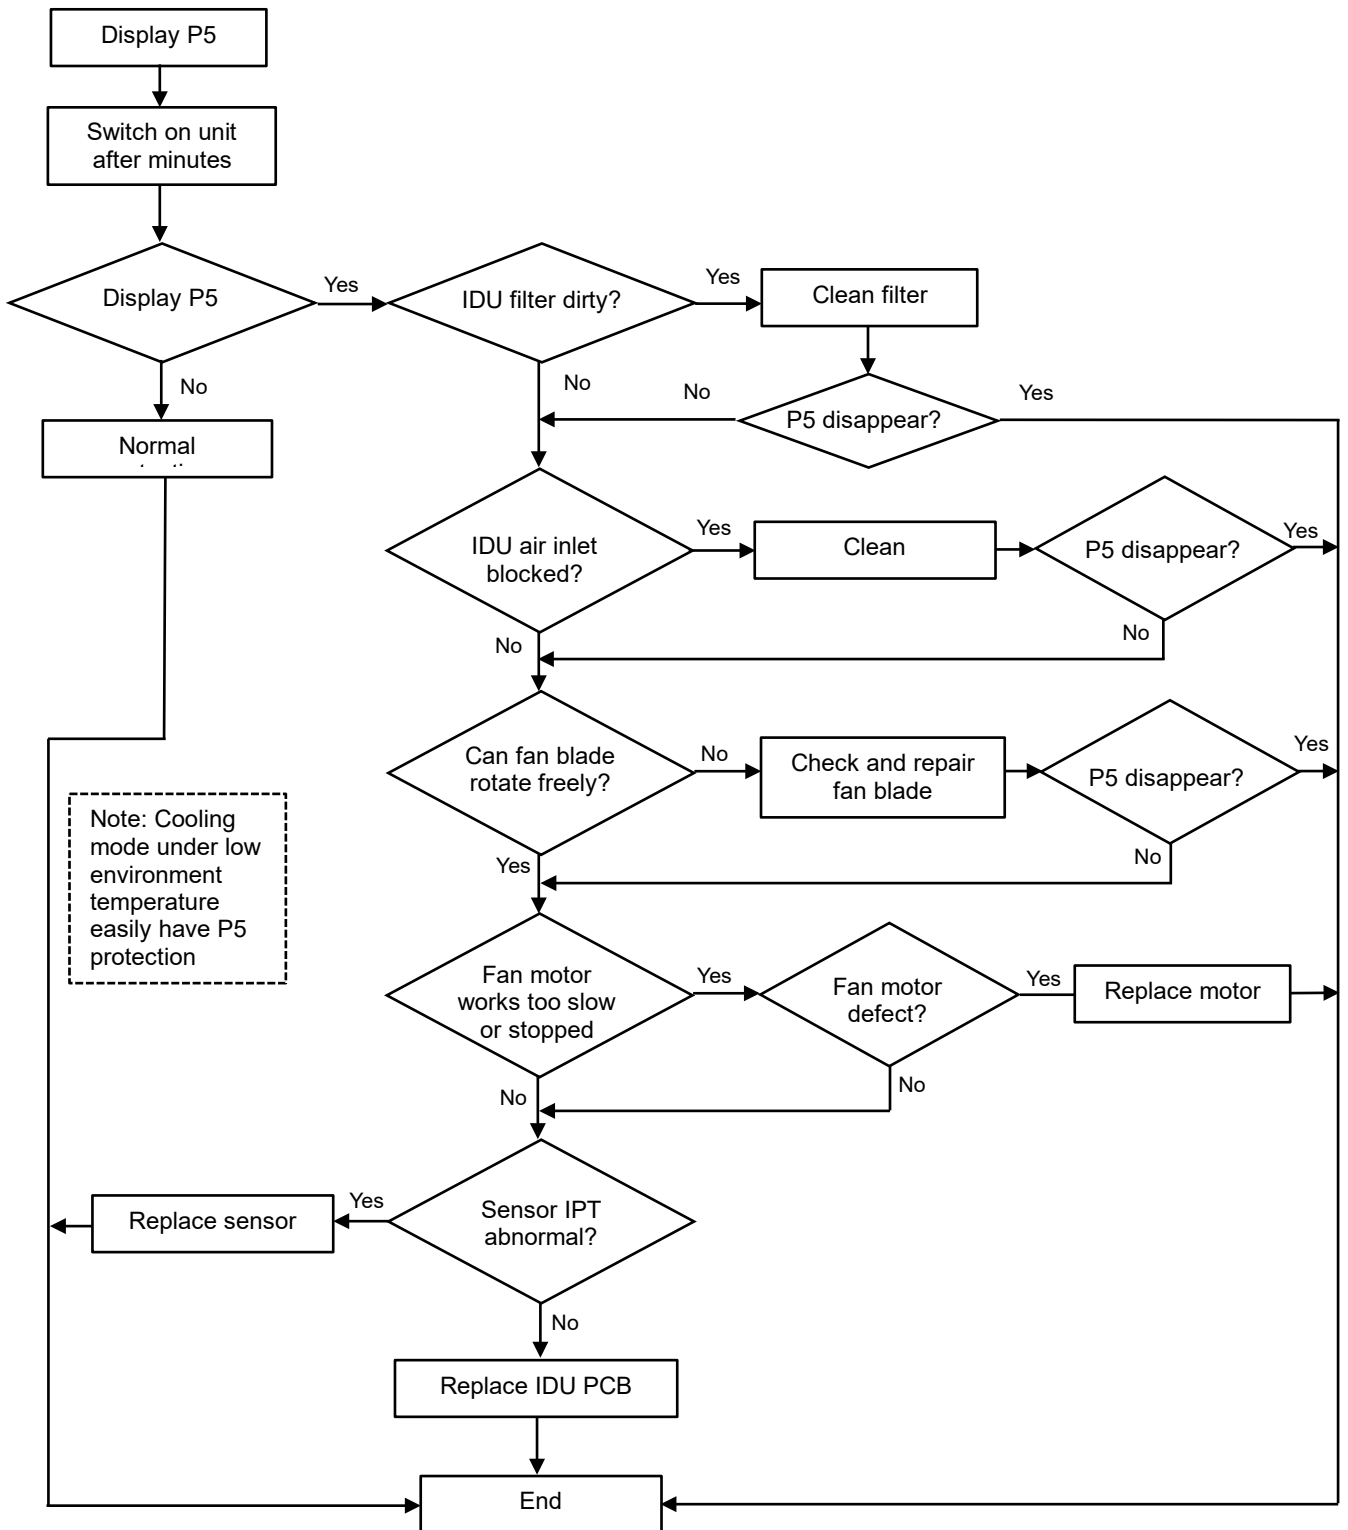 Display P5
Switch on unit
after minutes
Display P5
Yes
IDU filter dirty?
Yes
Clean filter
No
No
No
Yes
P5 disappear?
Normal
IDU air inlet
blocked?
Yes
Clean
P5 disappear?
Yes
No
No
Can fan blade
rotate freely?
No
Check and repair
fan blade
P5 disappear?
Yes
Note: Cooling
mode under low
environment
temperature
easily have P5
protection
Yes
No
Fan motor
works too slow
or stopped
Yes
Fan motor
defect?
Yes
Replace motor
No
No
Replace sensor
Yes
Sensor IPT
abnormal?
No
Replace IDU PCB
End